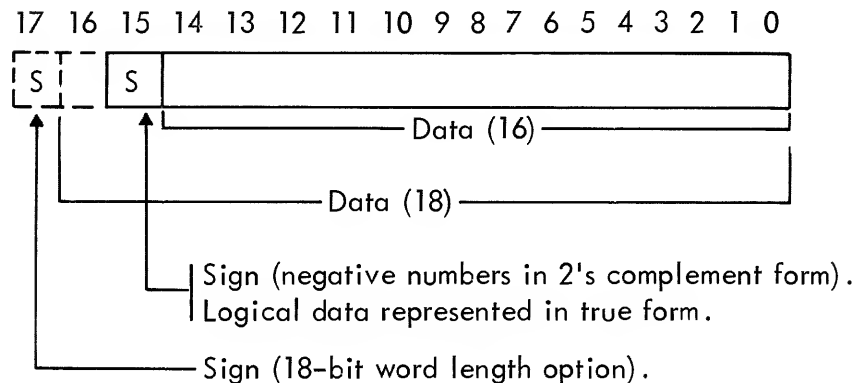 17 16 15 14 13 12 11 10 9 8 7 6 5 4 3 2 1 0
S S
Data (16)
Data (18)
Sign (negative numbers in 2's complement form).
Logical data represented in true form.
Sign (18-bit word length option).